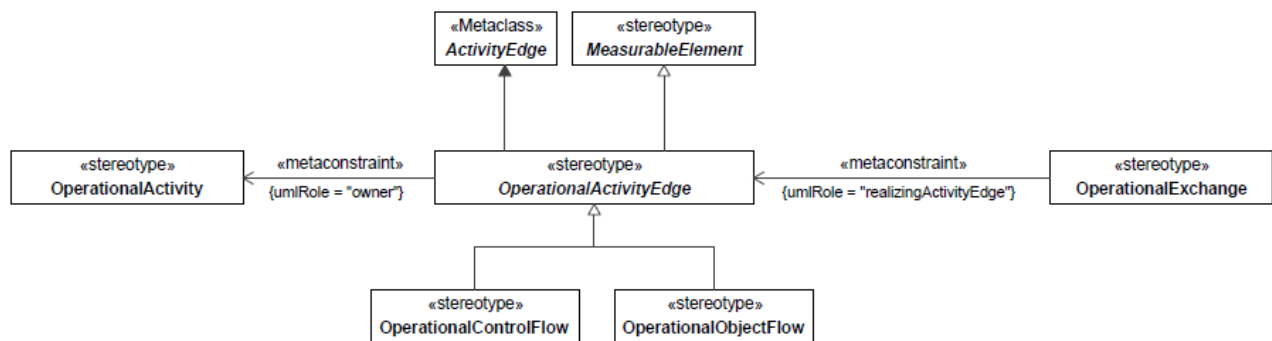 «Metaclass»
ActivityEdge
«stereotype»
MeasurableElement
«stereotype»
OperationalActivity
«metaconstraint»
{umlRole = "owner"}
«stereotype»
OperationalActivityEdge
«metaconstraint»
{umlRole = "realizingActivityEdge"}
«stereotype»
OperationalExchange
«stereotype»
OperationalControlFlow
«stereotype»
OperationalObjectFlow